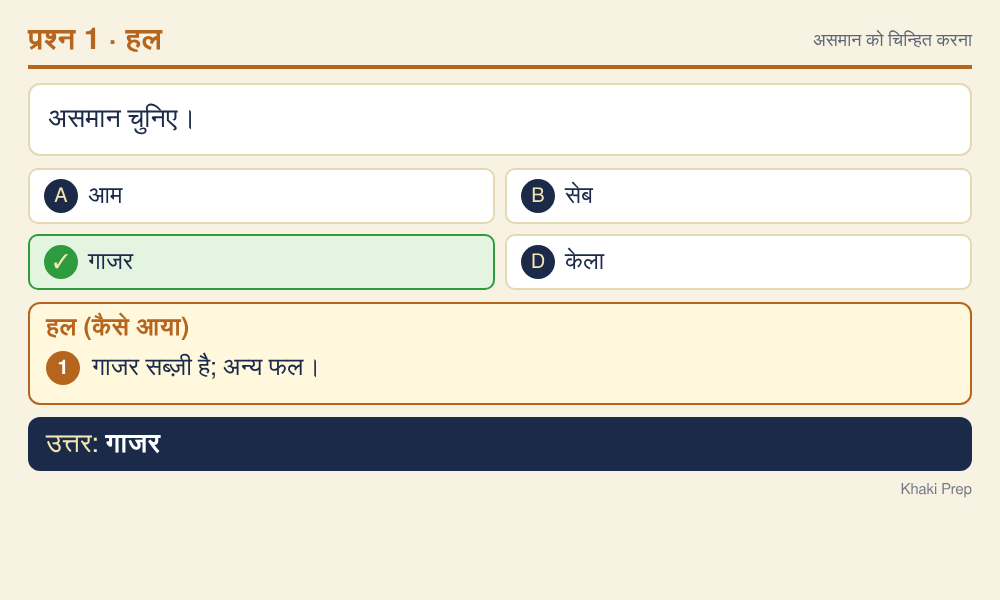 प्रश्न 1 · हल
असमान को चिन्हित करना
असमान चुनिए।
A आम
B सेब
✓ गाजर
D केला
हल (कैसे आया)
1 गाजर सब्ज़ी है; अन्य फल।
उत्तर: गाजर
Khaki Prep